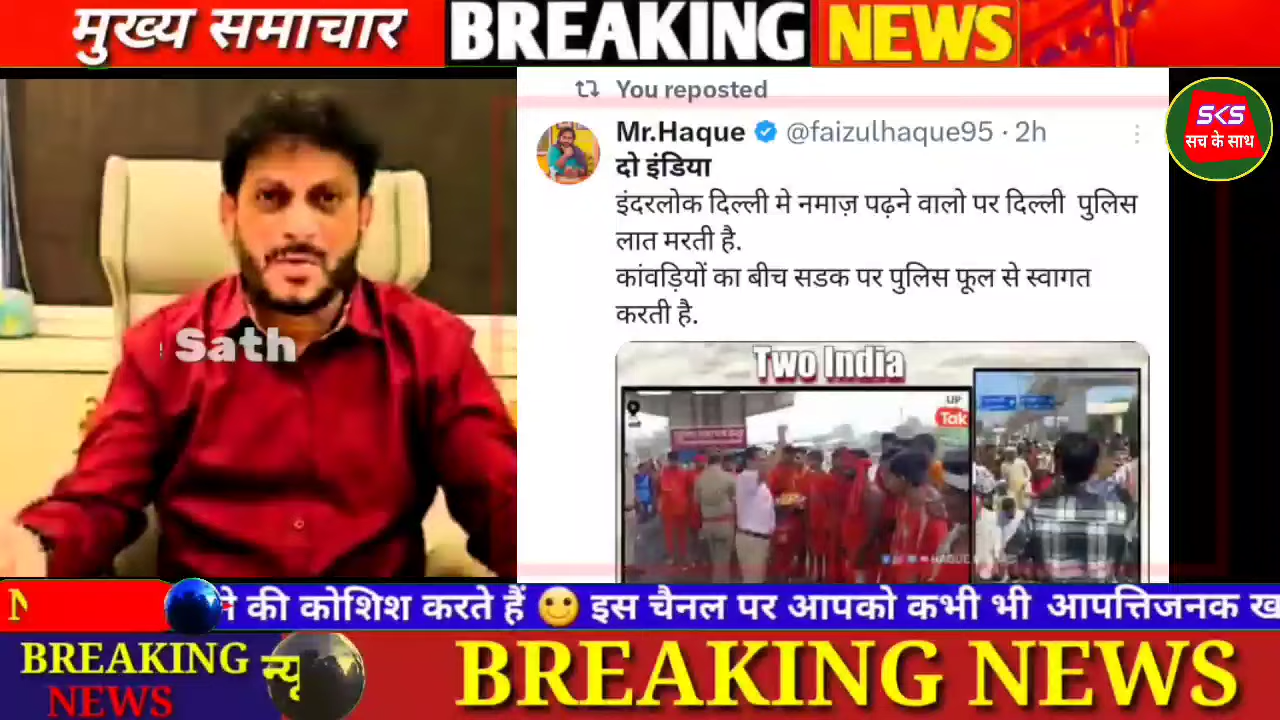 मुख्य समाचार
BREAKING NEWS
You reposted
Mr.Haque @faizulhaque95 · 2h
दो इंडिया
इंदरलोक दिल्ली मे नमाज़ पढ़ने वालो पर दिल्ली पुलिस
लात मरती है.
कांवड़ियों का बीच सडक पर पुलिस फूल से स्वागत
करती है.
SKS
सच के साथ
Sath
Two India
UP
Tak
की कोशिश करते हैं इस चैनल पर आपको कभी भी आपत्तिजनक ख
BREAKING
NEWS
न्यू
BREAKING NEWS